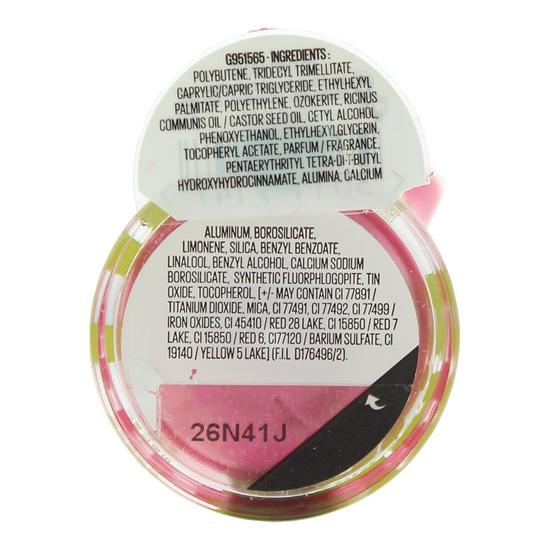 G951565 - INGREDIENTS :
POLYBUTENE, TRIDECYL TRIMELLITATE,
CAPRYLIC/CAPRIC TRIGLYCERIDE, ETHYLHEXYL
PALMITATE, POLYETHYLENE, OZOKERITE, RICINUS
COMMUNIS OIL / CASTOR SEED OIL, CETYL ALCOHOL,
PHENOXYETHANOL, ETHYLHEXYLGLYCERIN,
TOCOPHERYL ACETATE, PARFUM / FRAGRANCE,
PENTAERYTHRITYL TETRA-DI-T-BUTYL
HYDROXYHYDROCINNAMATE, ALUMINA, CALCIUM
ALUMINUM, BOROSILICATE,
LIMONENE, SILICA, BENZYL BENZOATE,
LINALOOL, BENZYL ALCOHOL, CALCIUM SODIUM
BOROSILICATE, SYNTHETIC FLUORPHLOGOPITE, TIN
OXIDE, TOCOPHEROL, [+/- MAY CONTAIN CI 77891 /
TITANIUM DIOXIDE, MICA, CI 77491, CI 77492, CI 77499 /
IRON OXIDES, CI 45410 / RED 28 LAKE, CI 15850 / RED 7
LAKE, CI 15850 / RED 6, CI77120 / BARIUM SULFATE, CI
19140 / YELLOW 5 LAKE] (F.I.L D176496/2).
26N41J